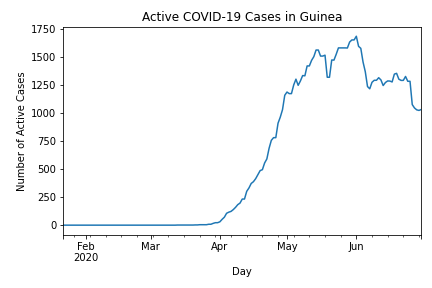 Active COVID-19 Cases in Guinea
Number of Active Cases
1750
1500
1250
1000
750
500
250
0
Feb
2020
Mar
Apr
May
Jun
Day